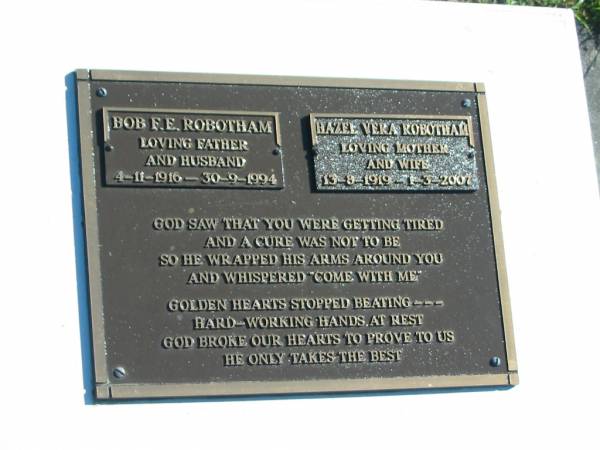 BOB F.E. ROBOTHAM
LOVING FATHER
AND HUSBAND
4-11-1916 — 30-9-1994
HAZEL VERA ROBOTHAM
LOVING MOTHER
AND WIFE
13-8-1919 - 1-3-2007
GOD SAW THAT YOU WERE GETTING TIRED
AND A CURE WAS NOT TO BE
SO HE WRAPPED HIS ARMS AROUND YOU
AND WHISPERED "COME WITH ME"
GOLDEN HEARTS STOPPED BEATING ---
HARD-WORKING HANDS, AT REST
GOD BROKE OUR HEARTS TO PROVE TO US
HE ONLY TAKES THE BEST